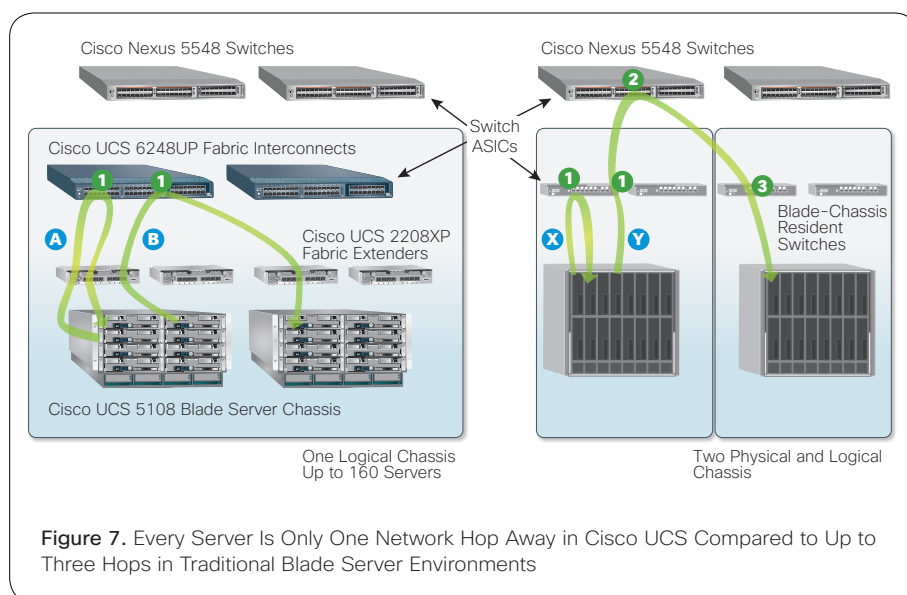 Cisco Nexus 5548 Switches
Cisco Nexus 5548 Switches
2
Switch
ASICs
Cisco UCS 6248UP Fabric Interconnects
1
1
1
1
3
Blade-Chassis
Resident
Switches
A
B
X
Y
Cisco UCS 2208XP
Fabric Extenders
Cisco UCS 5108 Blade Server Chassis
One Logical Chassis
Up to 160 Servers
Two Physical and Logical
Chassis
Figure 7. Every Server Is Only One Network Hop Away in Cisco UCS Compared to Up to
Three Hops in Traditional Blade Server Environments